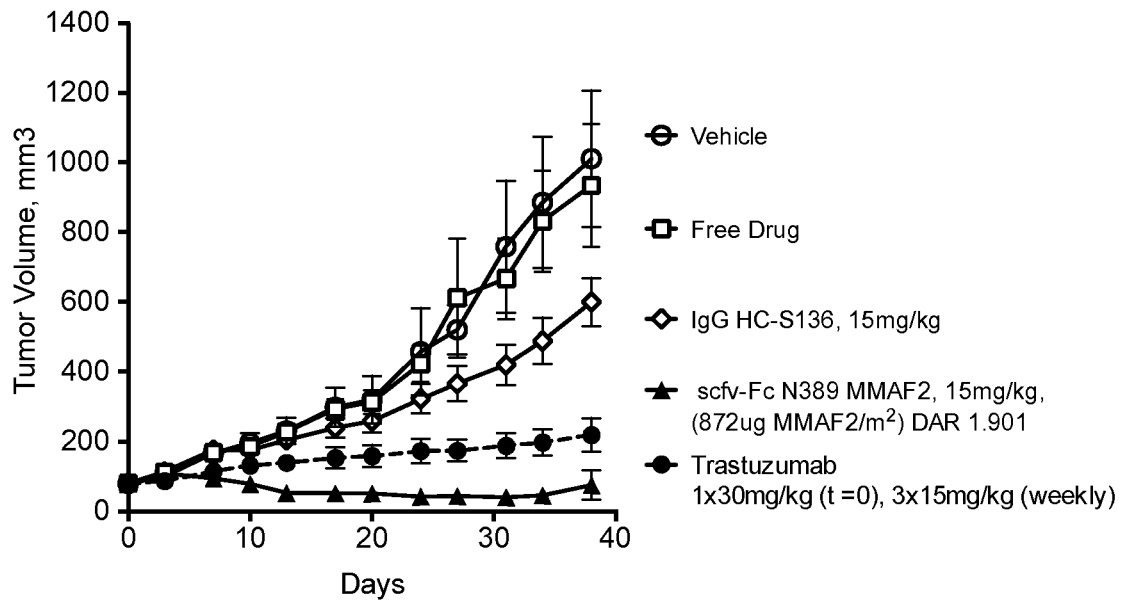 1400
1200
1000
800
600
400
200
0
Tumor Volume, mm3
0 10 20 30 40
Days
Vehicle
Free Drug
IgG HC-S136, 15mg/kg
scfv-Fc N389 MMAF2, 15mg/kg,
(872ug MMAF2/m²) DAR 1.901
Trastuzumab
1x30mg/kg (t =0), 3x15mg/kg (weekly)